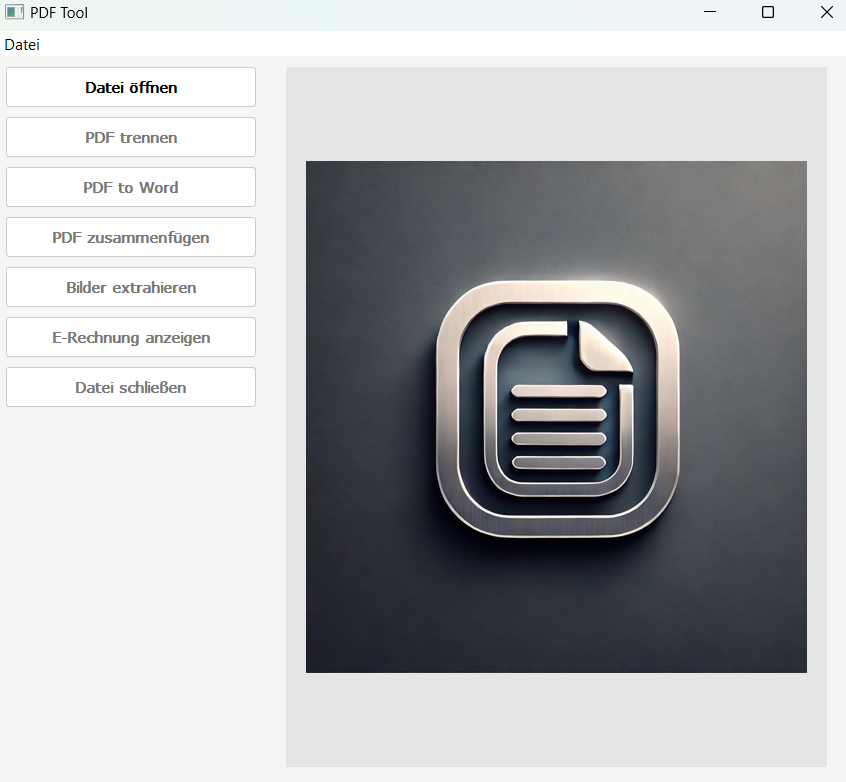 PDF Tool
Datei
Datei öffnen
PDF trennen
PDF to Word
PDF zusammenfügen
Bilder extrahieren
E-Rechnung anzeigen
Datei schließen